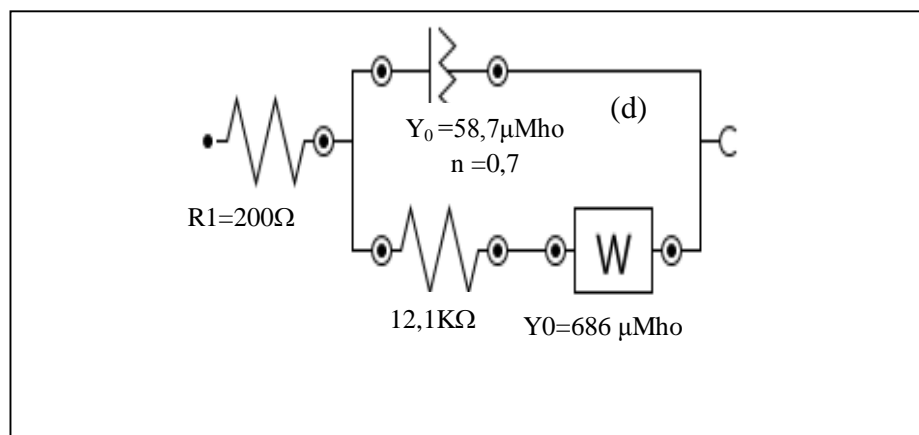 (d)
Y₀ =58,7µMho
n =0,7
R1=200Ω
W
12,1KΩ
Y0=686 µMho